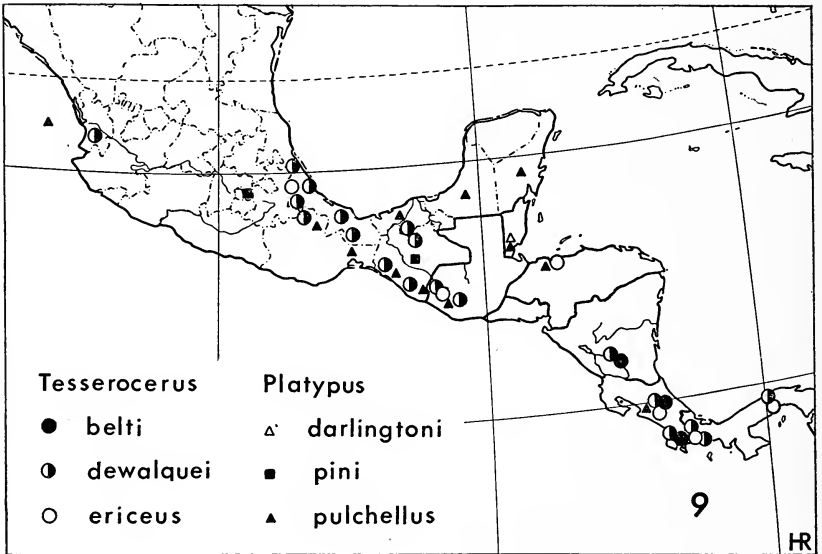 Tesserocerus Platypus
belti darlingtoni
dewalquei pini
ericeus pulchellus
9
HR